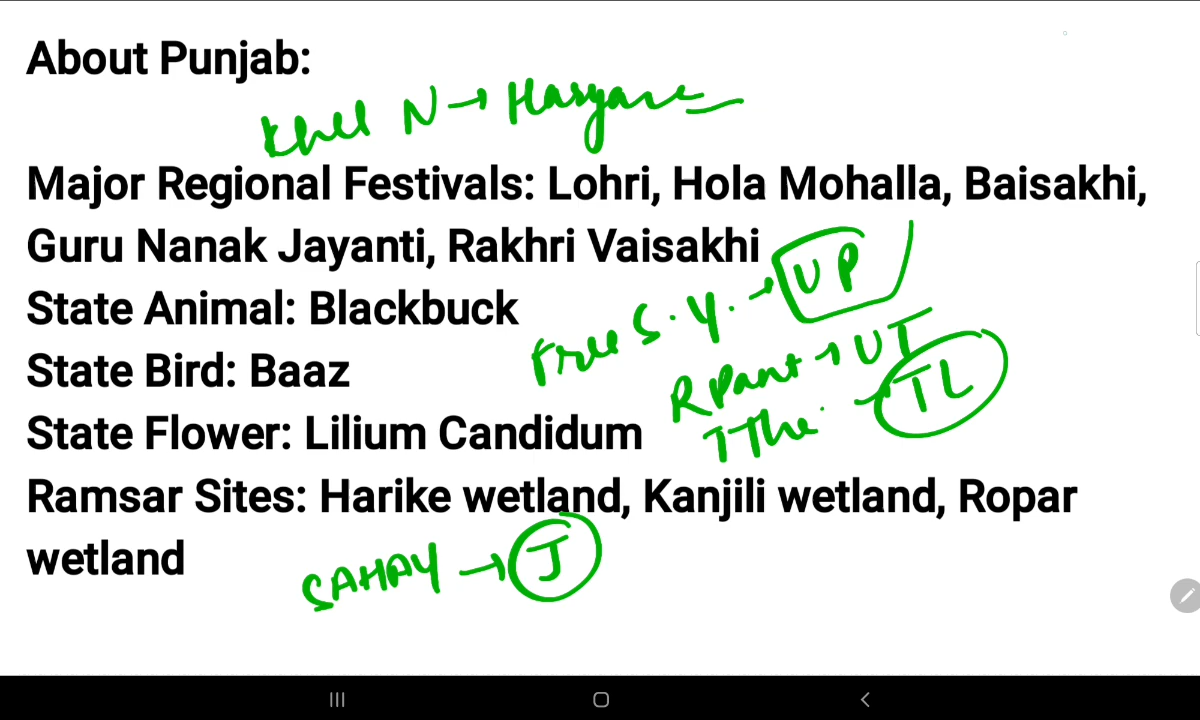 About Punjab:
Khel N → Haryana
Major Regional Festivals: Lohri, Hola Mohalla, Baisakhi,
Guru Nanak Jayanti, Rakhri Vaisakhi
Free S.Y. → UP
State Animal: Blackbuck
R Pant → UT
State Bird: Baaz
T The → TL
State Flower: Lilium Candidum
Ramsar Sites: Harike wetland, Kanjili wetland, Ropar
wetland
SAHAY → J